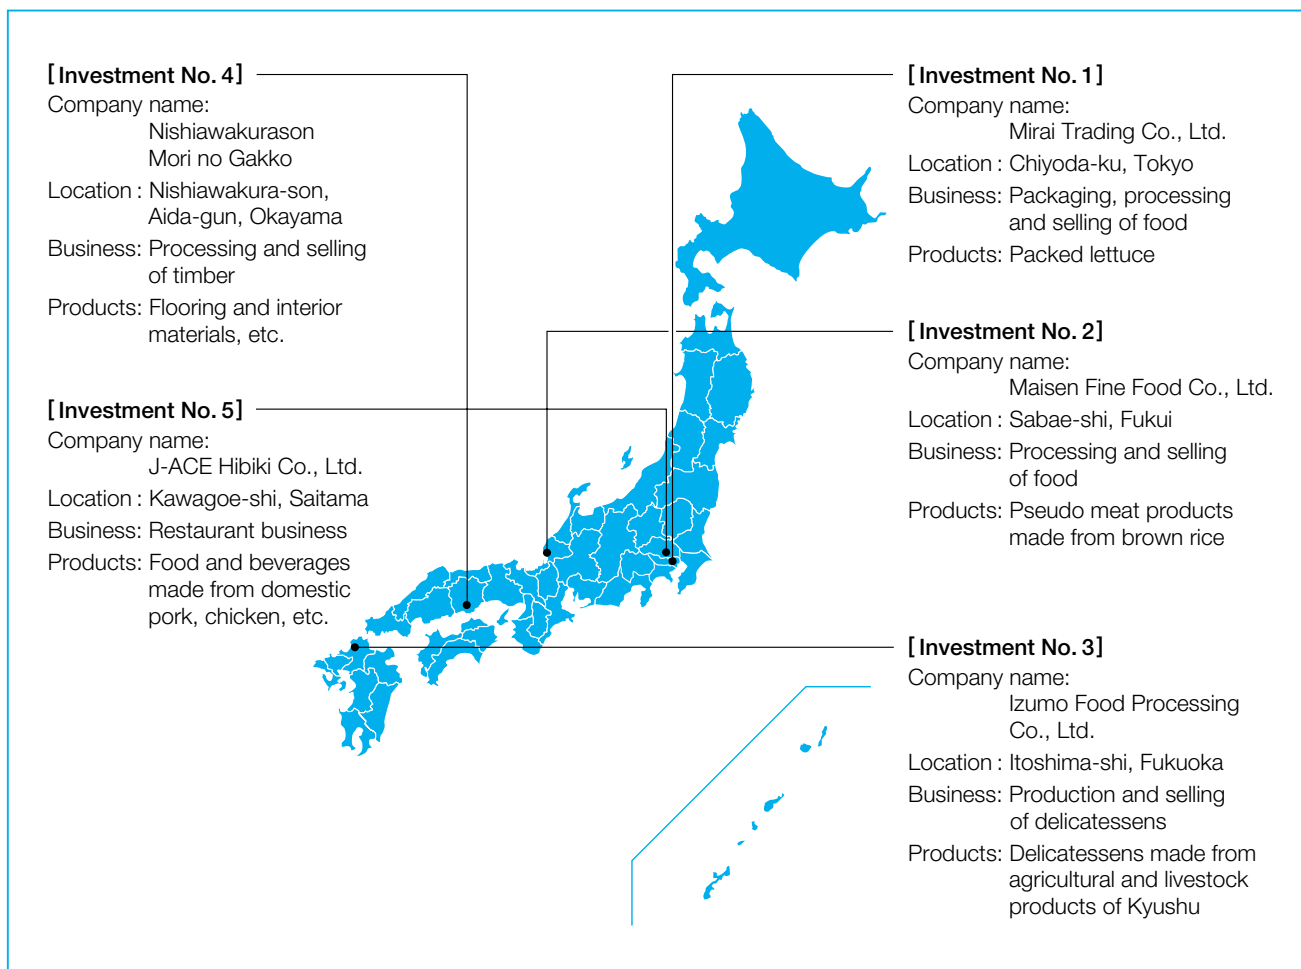 [Investment No. 4]
Company name:
Nishiawakurason
Mori no Gakko
Location : Nishiawakura-son,
Aida-gun, Okayama
Business: Processing and selling
of timber
Products: Flooring and interior
materials, etc.
[Investment No. 5]
Company name:
J-ACE Hibiki Co., Ltd.
Location : Kawagoe-shi, Saitama
Business: Restaurant business
Products: Food and beverages
made from domestic
pork, chicken, etc.
[Investment No. 1]
Company name:
Mirai Trading Co., Ltd.
Location : Chiyoda-ku, Tokyo
Business: Packaging, processing
and selling of food
Products: Packed lettuce
[Investment No. 2]
Company name:
Maisen Fine Food Co., Ltd.
Location : Sabae-shi, Fukui
Business: Processing and selling
of food
Products: Pseudo meat products
made from brown rice
[Investment No. 3]
Company name:
Izumo Food Processing
Co., Ltd.
Location : Itoshima-shi, Fukuoka
Business: Production and selling
of delicatessens
Products: Delicatessens made from
agricultural and livestock
products of Kyushu